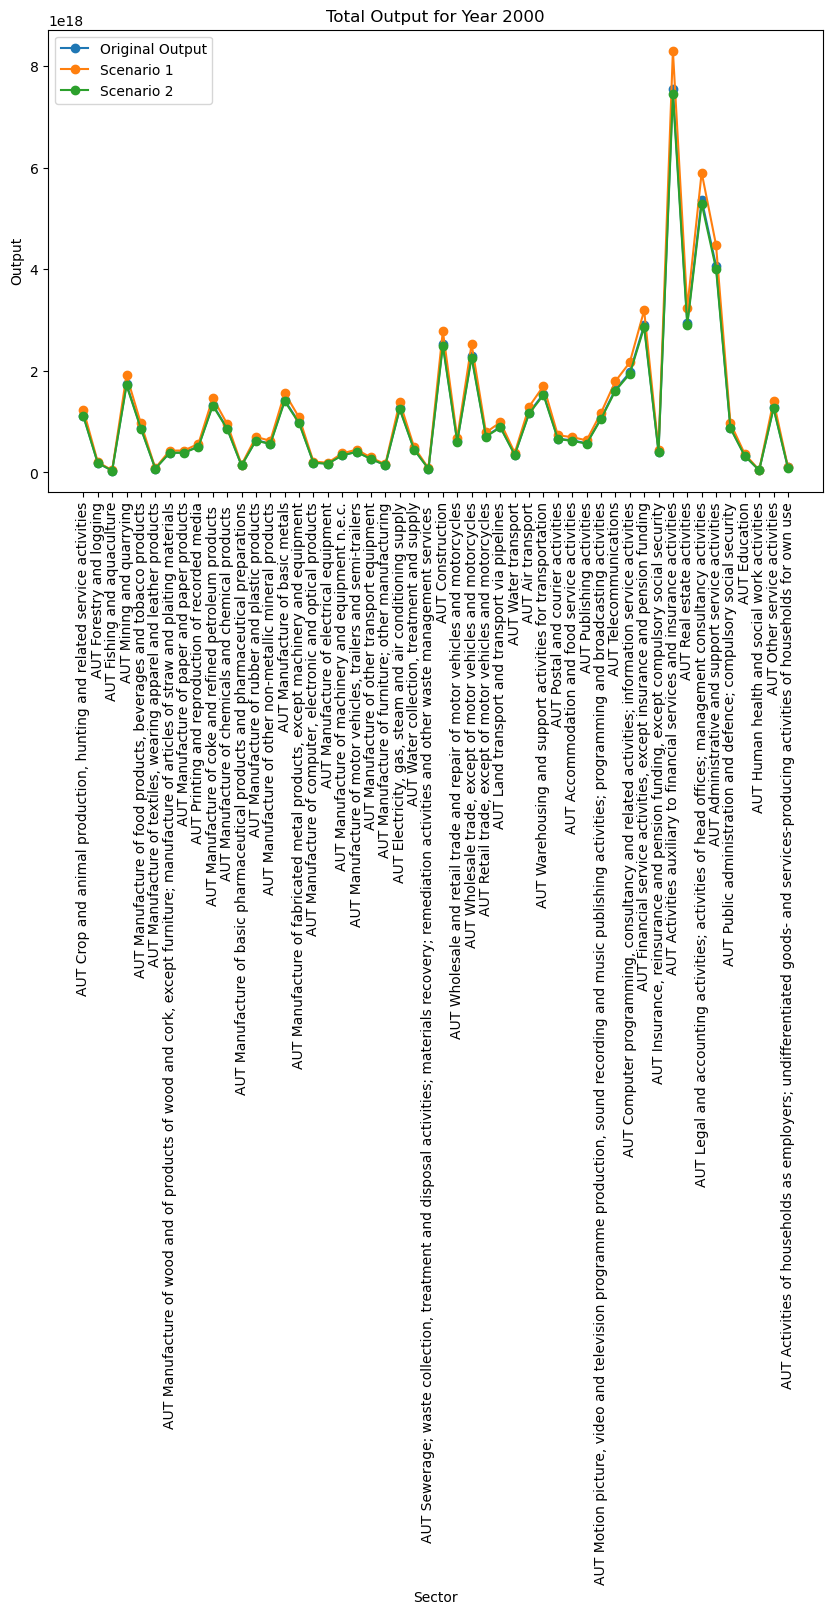 Total Output for Year 2000
1e18
Original Output
Scenario 1
Scenario 2
8
6
4
2
0
Output
AUT Crop and animal production, hunting and related service activities
AUT Forestry and logging
AUT Fishing and aquaculture
AUT Mining and quarrying
AUT Manufacture of food products, beverages and tobacco products
AUT Manufacture of textiles, wearing apparel and leather products
AUT Manufacture of wood and of products of wood and cork, except furniture; manufacture of articles of straw and plaiting materials
AUT Manufacture of paper and paper products
AUT Printing and reproduction of recorded media
AUT Manufacture of coke and refined petroleum products
AUT Manufacture of chemicals and chemical products
AUT Manufacture of basic pharmaceutical products and pharmaceutical preparations
AUT Manufacture of rubber and plastic products
AUT Manufacture of other non-metallic mineral products
AUT Manufacture of basic metals
AUT Manufacture of fabricated metal products, except machinery and equipment
AUT Manufacture of computer, electronic and optical products
AUT Manufacture of electrical equipment
AUT Manufacture of machinery and equipment n.e.c.
AUT Manufacture of motor vehicles, trailers and semi-trailers
AUT Manufacture of other transport equipment
AUT Manufacture of furniture; other manufacturing
AUT Electricity, gas, steam and air conditioning supply
AUT Water collection, treatment and supply
AUT Sewerage; waste collection, treatment and disposal activities; materials recovery; remediation activities and other waste management services
AUT Construction
AUT Wholesale and retail trade and repair of motor vehicles and motorcycles
AUT Wholesale trade, except of motor vehicles and motorcycles
AUT Retail trade, except of motor vehicles and motorcycles
AUT Land transport and transport via pipelines
AUT Water transport
AUT Air transport
AUT Warehousing and support activities for transportation
AUT Postal and courier activities
AUT Accommodation and food service activities
AUT Publishing activities
AUT Motion picture, video and television programme production, sound recording and music publishing activities; programming and broadcasting activities
AUT Telecommunications
AUT Computer programming, consultancy and related activities; information service activities
AUT Financial service activities, except insurance and pension funding
AUT Insurance, reinsurance and pension funding, except compulsory social security
AUT Activities auxiliary to financial services and insurance activities
AUT Real estate activities
AUT Legal and accounting activities; activities of head offices; management consultancy activities
AUT Administrative and support service activities
AUT Public administration and defence; compulsory social security
AUT Education
AUT Human health and social work activities
AUT Other service activities
AUT Activities of households as employers; undifferentiated goods- and services-producing activities of households for own use
Sector